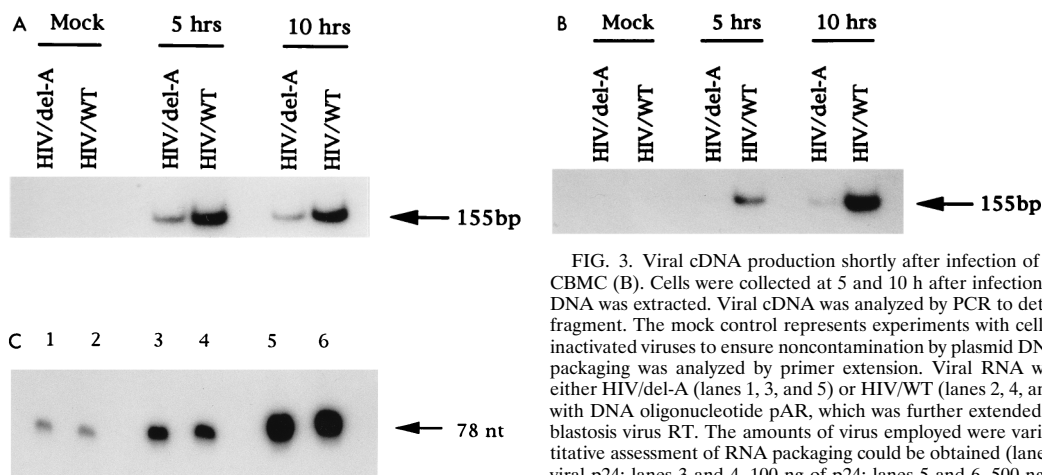 A
Mock 5 hrs 10 hrs
HIV/del-A HIV/WT HIV/del-A HIV/WT HIV/del-A HIV/WT
155bp
B
Mock 5 hrs 10 hrs
HIV/del-A HIV/WT HIV/del-A HIV/WT HIV/del-A HIV/WT
155bp
C 1 2 3 4 5 6
78 nt
FIG. 3. Viral cDNA production shortly after infection of
CBMC (B). Cells were collected at 5 and 10 h after infection
DNA was extracted. Viral cDNA was analyzed by PCR to det
fragment. The mock control represents experiments with cell
inactivated viruses to ensure noncontamination by plasmid DN
packaging was analyzed by primer extension. Viral RNA w
either HIV/del-A (lanes 1, 3, and 5) or HIV/WT (lanes 2, 4, an
with DNA oligonucleotide pAR, which was further extended
blastosis virus RT. The amounts of virus employed were vari
titative assessment of RNA packaging could be obtained (lane
viral p24; lanes 3 and 4, 100 ng of p24; lanes 5 and 6, 500 ng